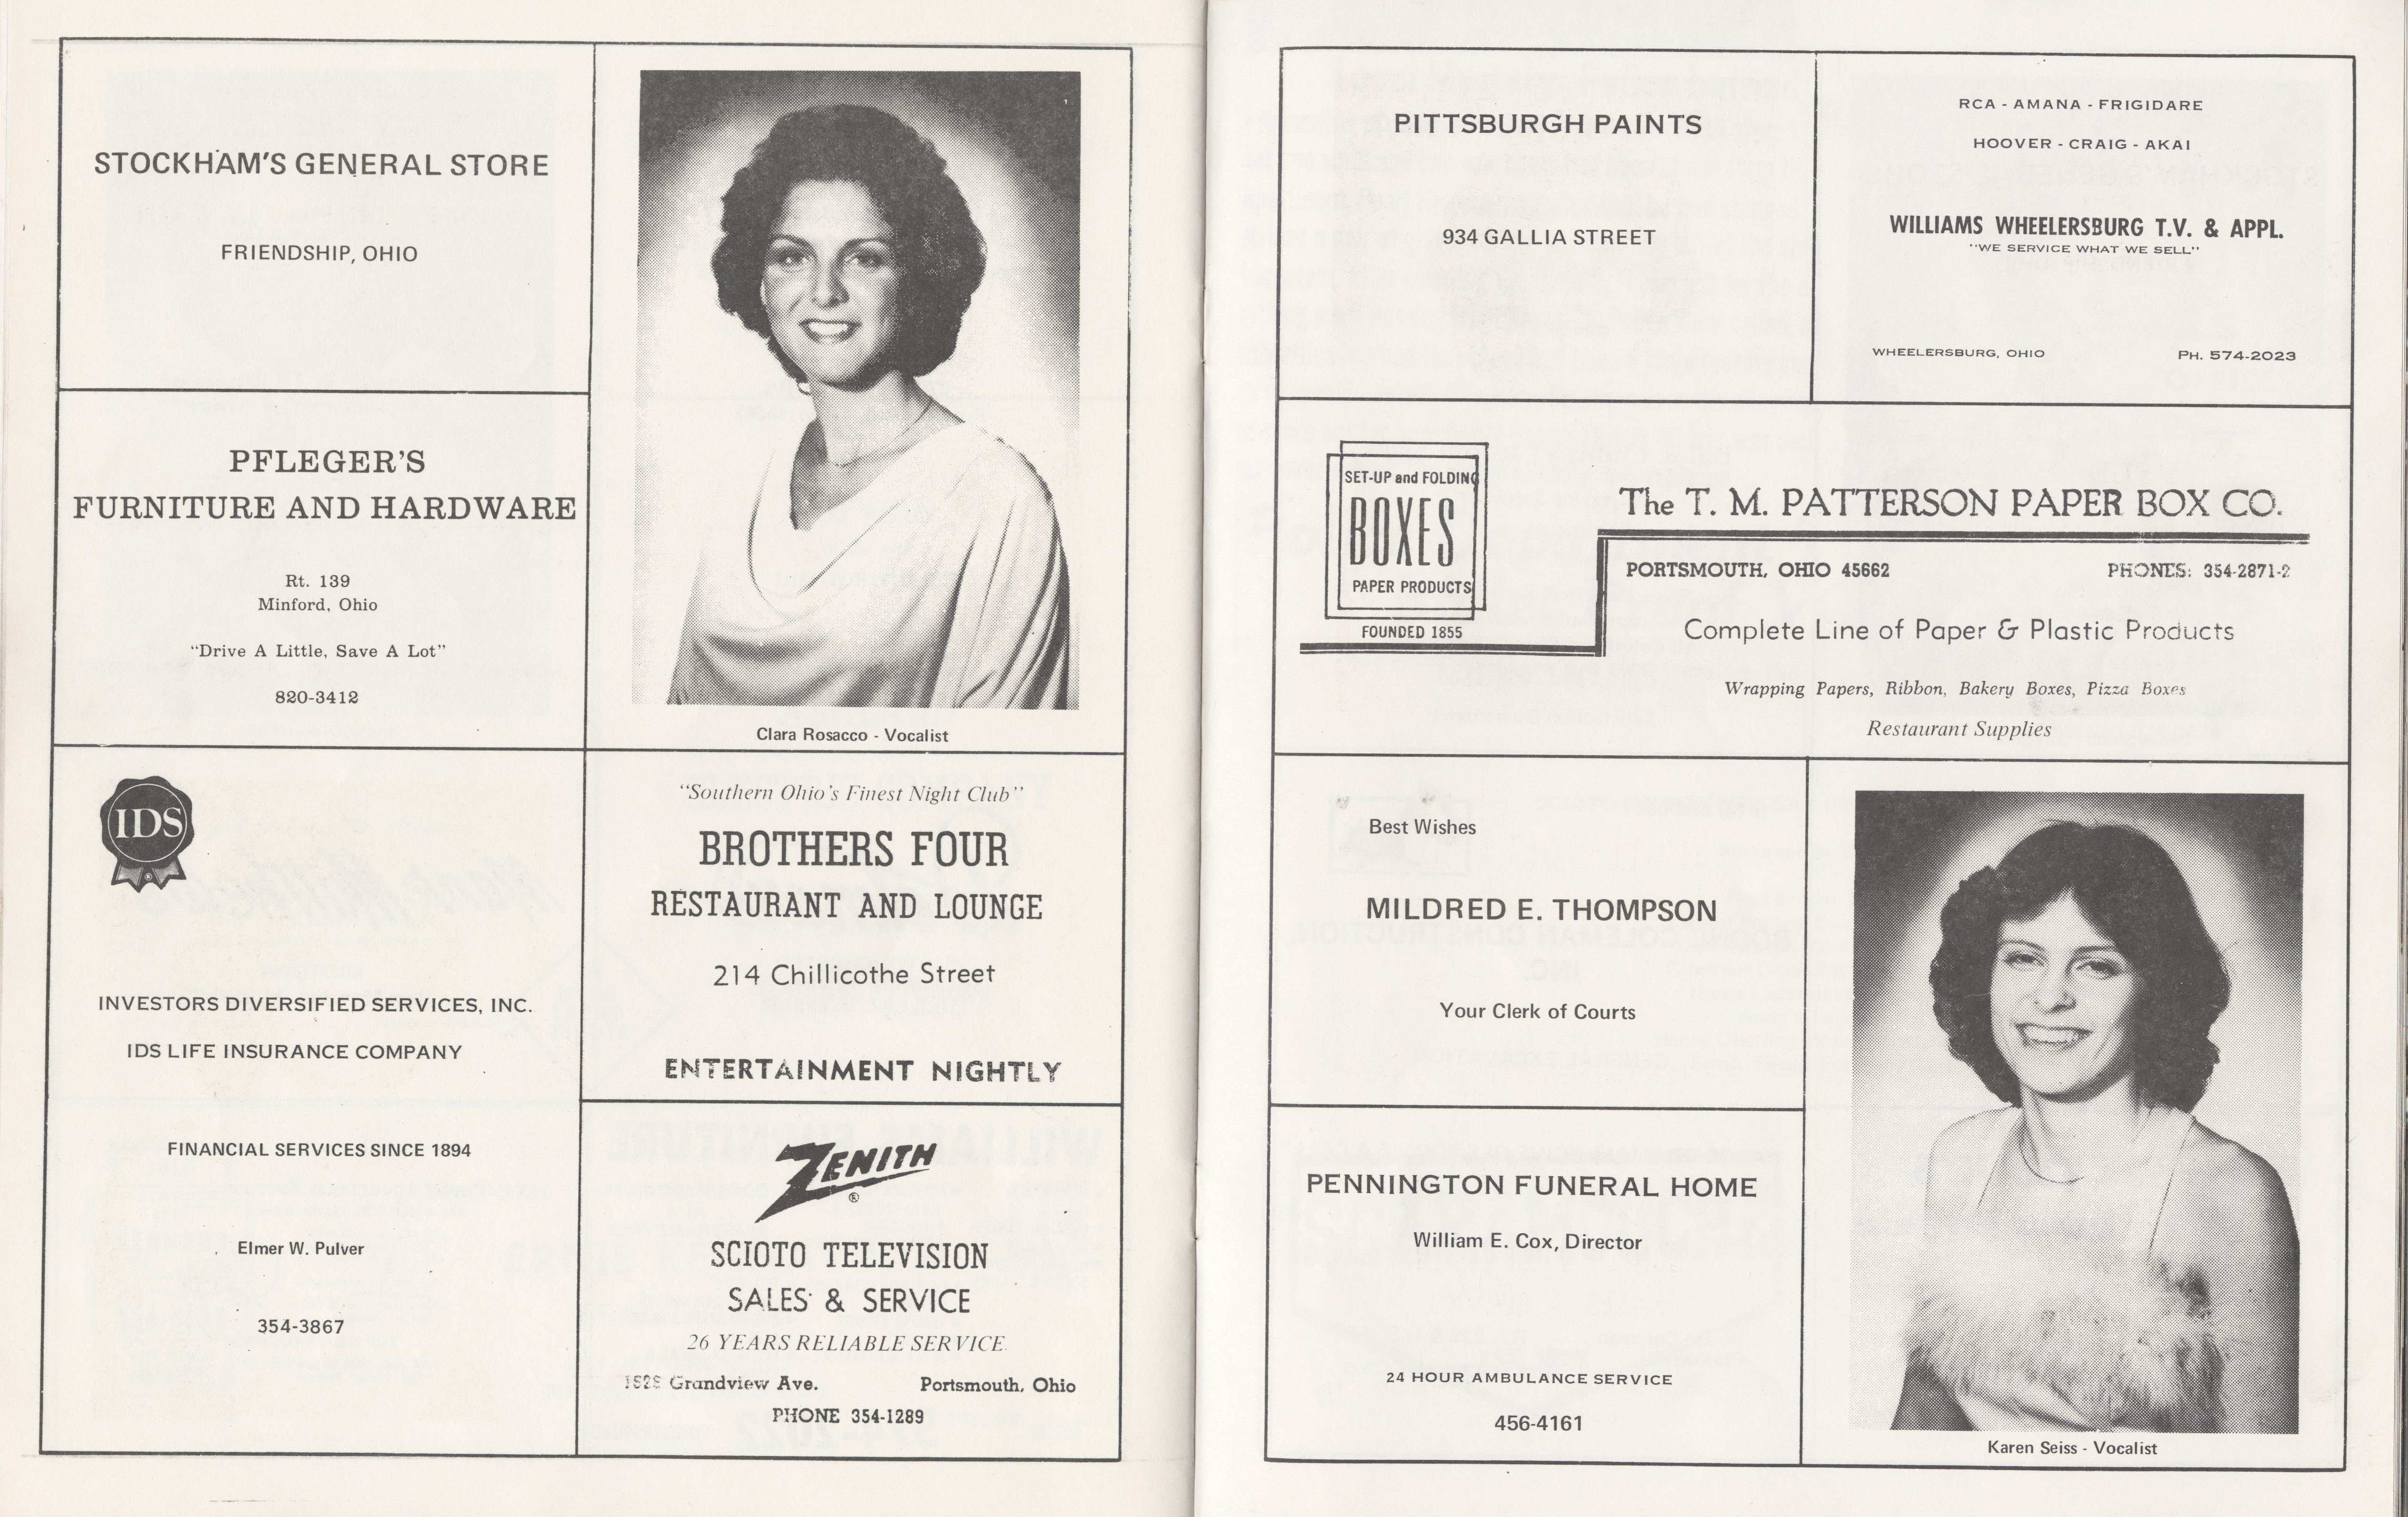 STOCKHAM'S GENERAL STORE
FRIENDSHIP, OHIO
PFLEGER'S
FURNITURE AND HARDWARE
Rt. 139
Minford, Ohio
"Drive A Little, Save A Lot"
820-3412
Clara Rosacco - Vocalist
IDS
®
INVESTORS DIVERSIFIED SERVICES, INC.
IDS LIFE INSURANCE COMPANY
FINANCIAL SERVICES SINCE 1894
Elmer W. Pulver
354-3867
"Southern Ohio's Finest Night Club"
BROTHERS FOUR
RESTAURANT AND LOUNGE
214 Chillicothe Street
ENTERTAINMENT NIGHTLY
ZENITH
®
SCIOTO TELEVISION
SALES & SERVICE
26 YEARS RELIABLE SERVICE
Grandview Ave. Portsmouth, Ohio
PHONE 354-1289
PITTSBURGH PAINTS
934 GALLIA STREET
RCA - AMANA - FRIGIDARE
HOOVER - CRAIG - AKAI
WILLIAMS WHEELERSBURG T.V. & APPL.
"WE SERVICE WHAT WE SELL"
WHEELERSBURG, OHIO PH. 574-2023
SET-UP and FOLDING
BOXES
PAPER PRODUCTS
FOUNDED 1855
The T. M. PATTERSON PAPER BOX CO.
PORTSMOUTH, OHIO 45662 PHONES: 354-2871-2
Complete Line of Paper & Plastic Products
Wrapping Papers, Ribbon, Bakery Boxes, Pizza Boxes
Restaurant Supplies
Best Wishes
MILDRED E. THOMPSON
Your Clerk of Courts
PENNINGTON FUNERAL HOME
William E. Cox, Director
24 HOUR AMBULANCE SERVICE
456-4161
Karen Seiss - Vocalist